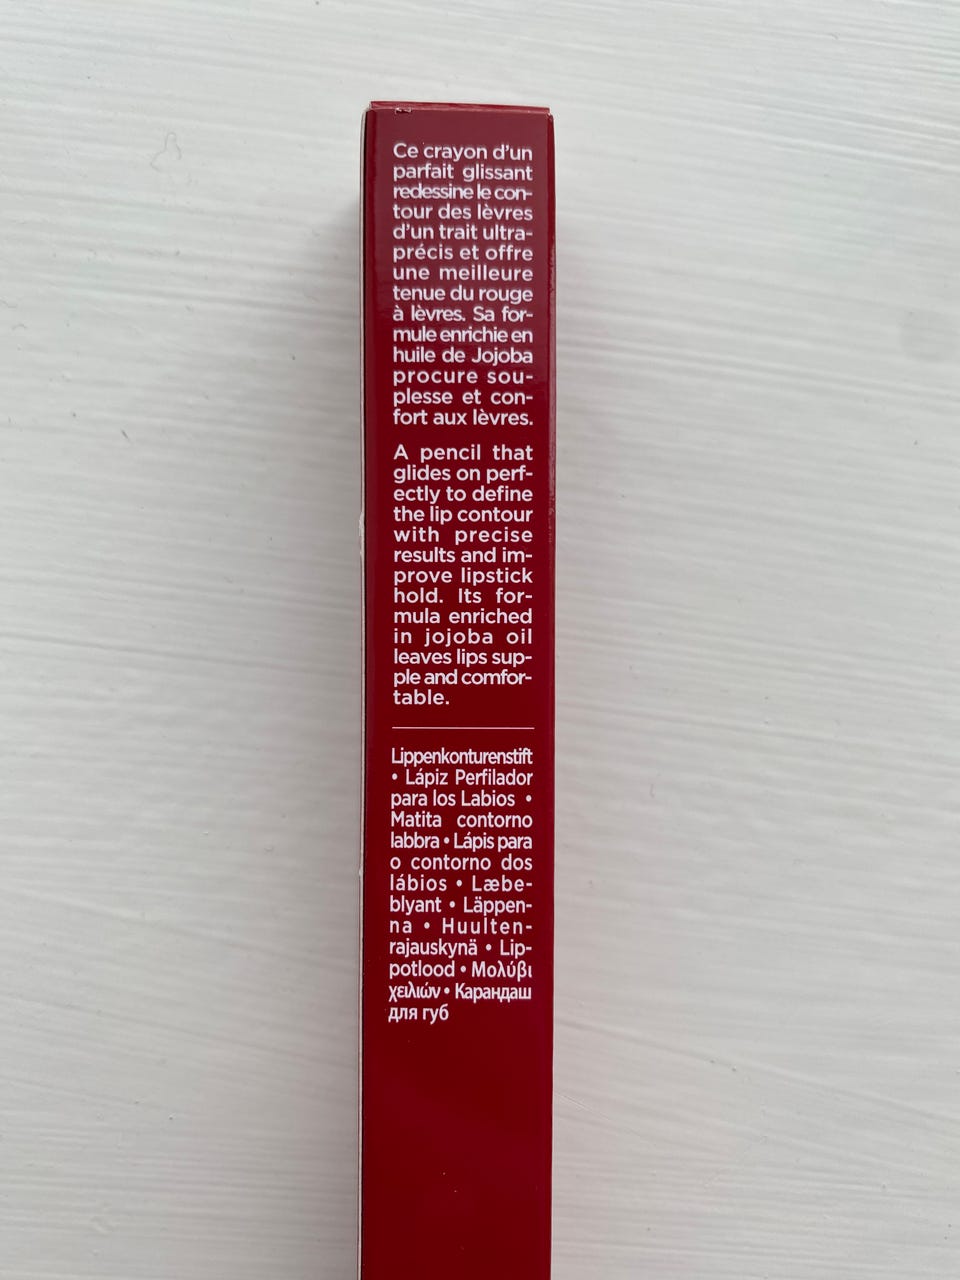 Ce crayon d'un
parfait glissant
redessine le con-
tour des lèvres
d'un trait ultra-
précis et offre
une meilleure
tenue du rouge
à lèvres. Sa for-
mule enrichie en
huile de Jojoba
procure sou-
plesse et con-
fort aux lèvres.
A pencil that
glides on perf-
ectly to define
the lip contour
with precise
results and im-
prove lipstick
hold. Its for-
mula enriched
in jojoba oil
leaves lips sup-
ple and comfor-
table.
Lippenkonturenstift
• Lápiz Perfilador
para los Labios •
Matita contorno
labbra • Lápis para
o contorno dos
lábios • Læbe-
blyant • Läppen-
na • Huulten-
rajauskynä • Lip-
potlood • Μολύβι
χειλιών • Карандаш
для губ